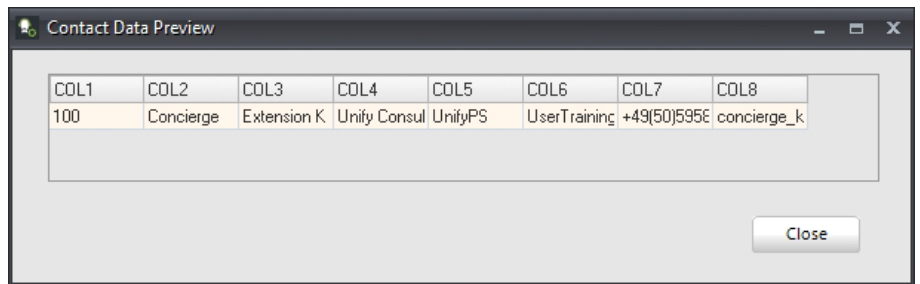 Contact Data Preview
COL1 COL2 COL3 COL4 COL5 COL6 COL7 COL8
100 Concierge Extension K Unify Consul UnifyPS UserTraining +49(50)5958 concierge_k
Close